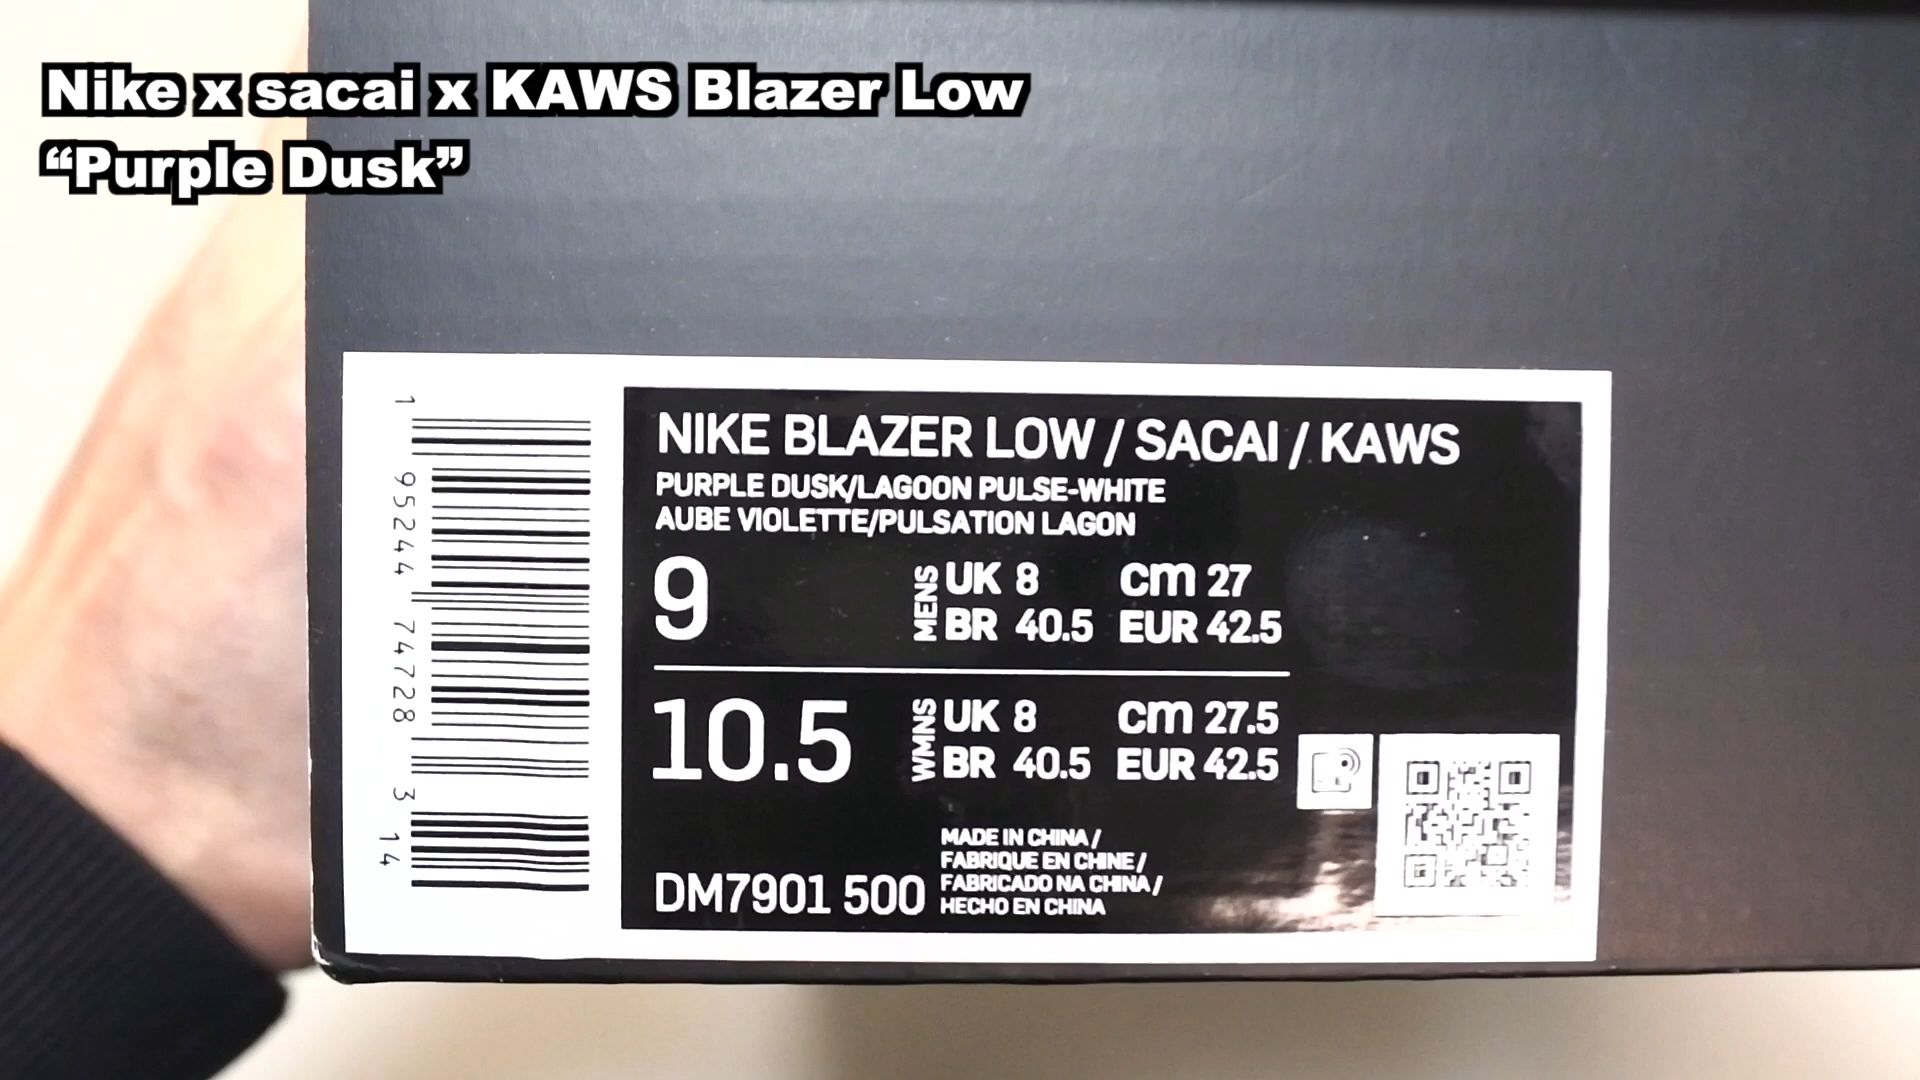 Nike x sacai x KAWS Blazer Low
“Purple Dusk”
1 95244 74728 3 14
NIKE BLAZER LOW / SACAI / KAWS
PURPLE DUSK/LAGOON PULSE-WHITE
AUBE VIOLETTE/PULSATION LAGON
9 MENS UK 8 cm 27
BR 40.5 EUR 42.5
10.5 WMNS UK 8 cm 27.5
BR 40.5 EUR 42.5
MADE IN CHINA /
FABRIQUE EN CHINE /
FABRICADO NA CHINA /
HECHO EN CHINA
DM7901 500